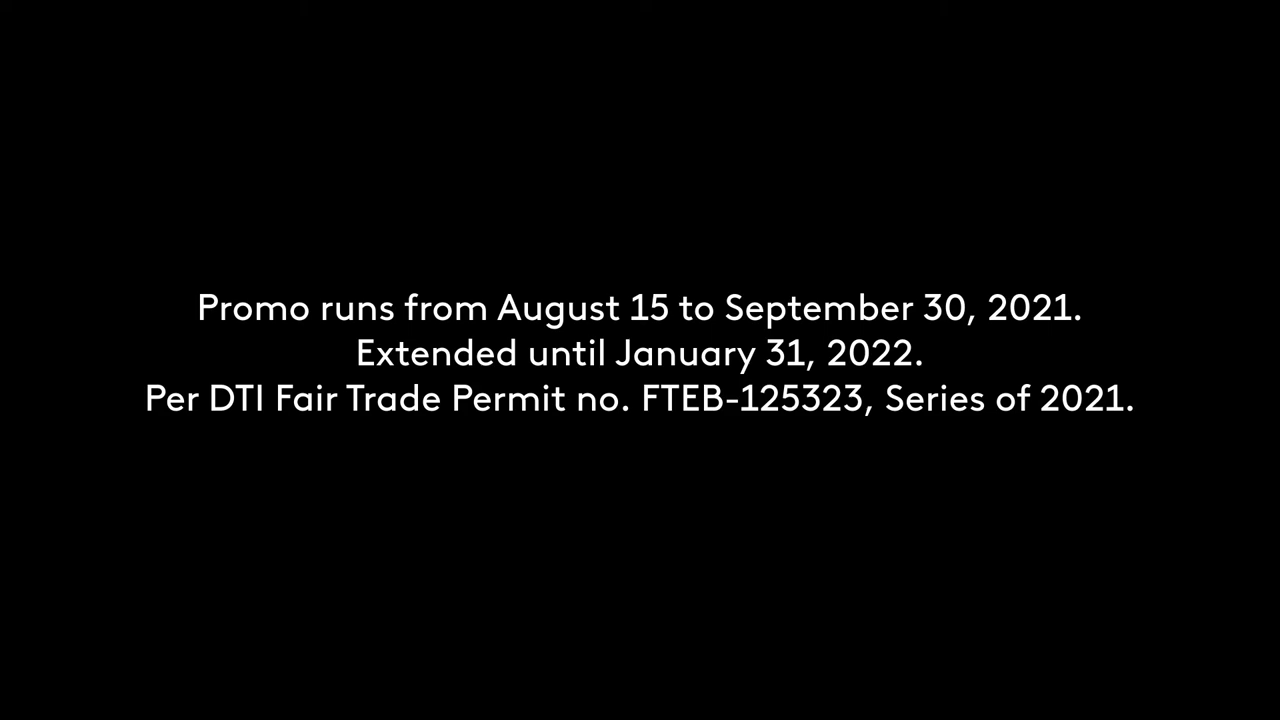 Promo runs from August 15 to September 30, 2021.
Extended until January 31, 2022.
Per DTI Fair Trade Permit no. FTEB-125323, Series of 2021.